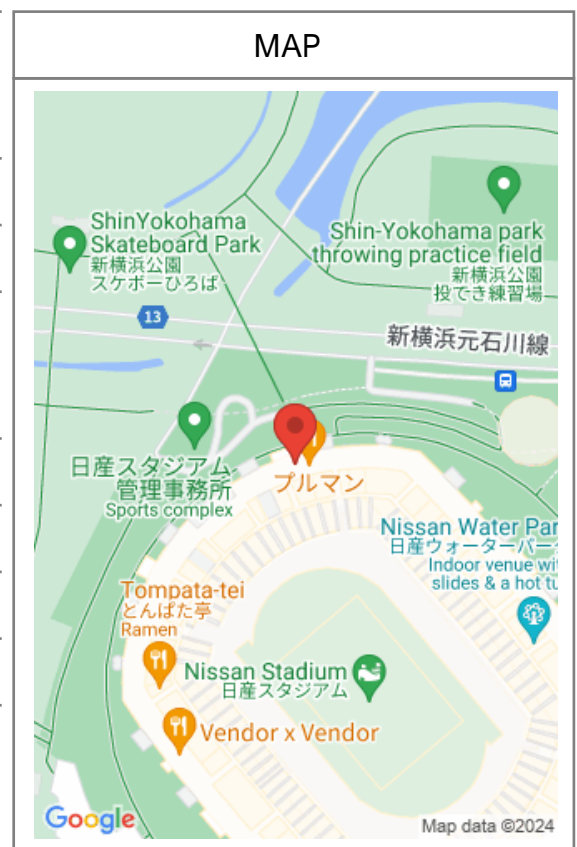 MAP
ShinYokohama
Skateboard Park
新横浜公園
スケボーひろば
Shin-Yokohama park
throwing practice field
新横浜公園
投てき練習場
13
新横浜元石川線
日産スタジアム
管理事務所
Sports complex
プルマン
Nissan Water Par
日産ウォーターパー
Indoor venue wit
slides & a hot tu
Tompata-tei
とんぱた亭
Ramen
Nissan Stadium
日産スタジアム
Vendor x Vendor
Google
Map data ©2024